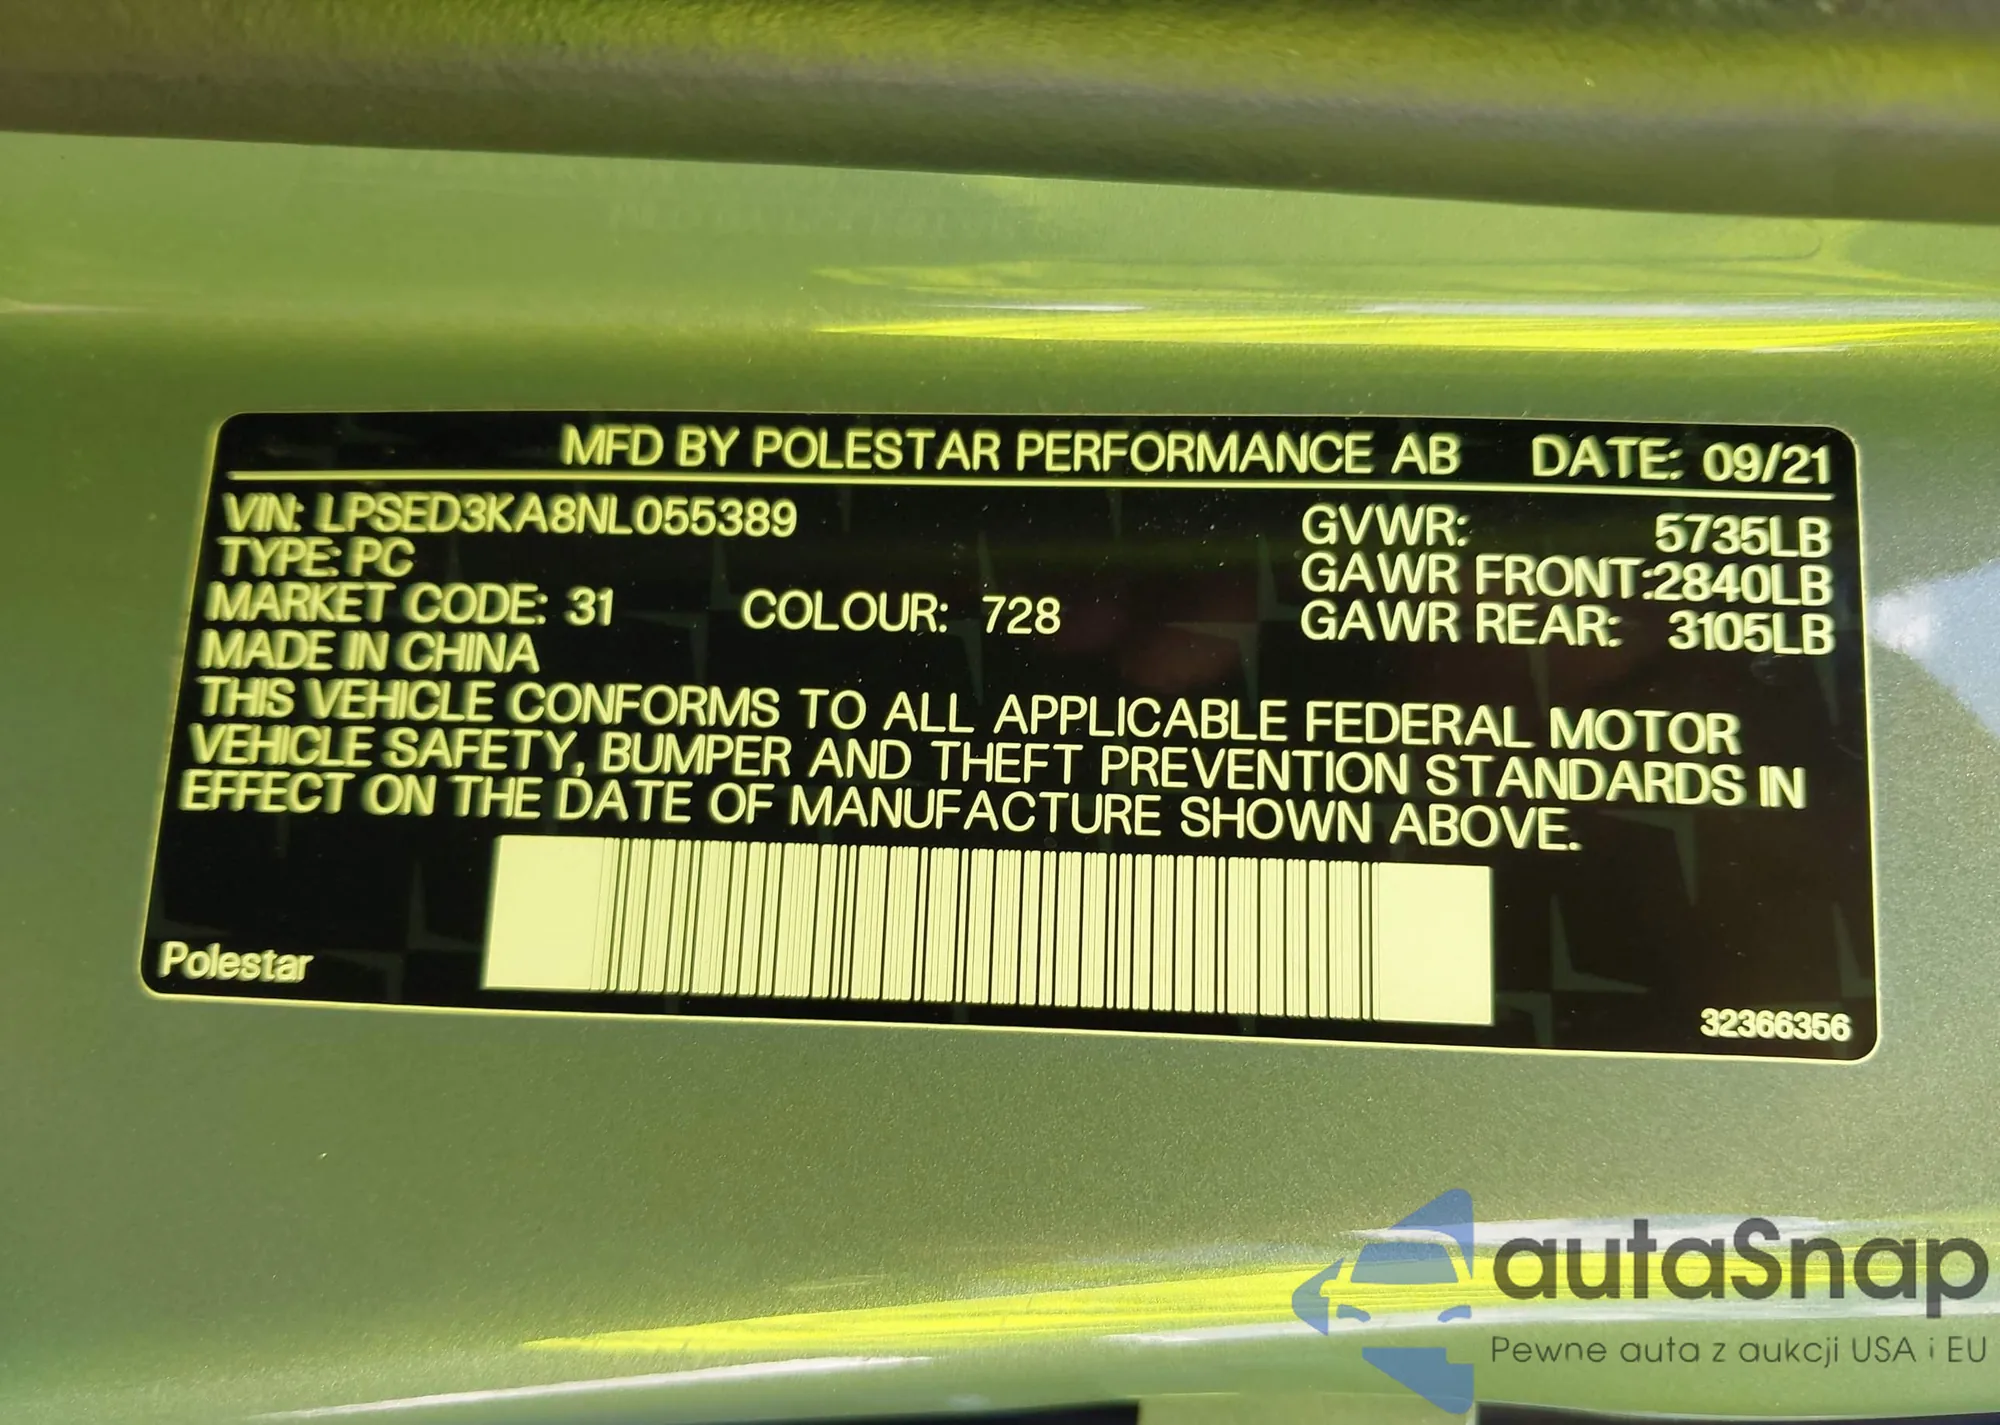 MFD BY POLESTAR PERFORMANCE AB DATE: 09/21
VIN: LPSED3KA8NL055389 GVWR: 5735LB
TYPE: PC GAWR FRONT:2840LB
MARKET CODE: 31 COLOUR: 728 GAWR REAR: 3105LB
MADE IN CHINA
THIS VEHICLE CONFORMS TO ALL APPLICABLE FEDERAL MOTOR
VEHICLE SAFETY, BUMPER AND THEFT PREVENTION STANDARDS IN
EFFECT ON THE DATE OF MANUFACTURE SHOWN ABOVE.
Polestar
32366356
autaSnap
Pewne auta z aukcji USA i EU